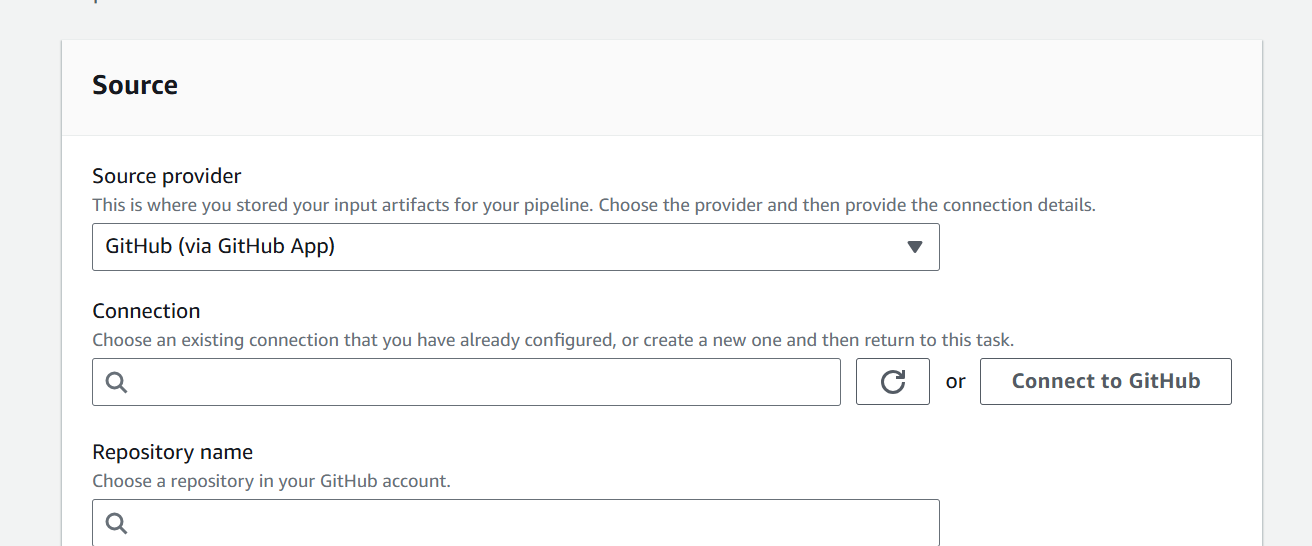 Source
Source provider
This is where you stored your input artifacts for your pipeline. Choose the provider and then provide the connection details.
GitHub (via GitHub App)
Connection
Choose an existing connection that you have already configured, or create a new one and then return to this task.
or
Connect to GitHub
Repository name
Choose a repository in your GitHub account.